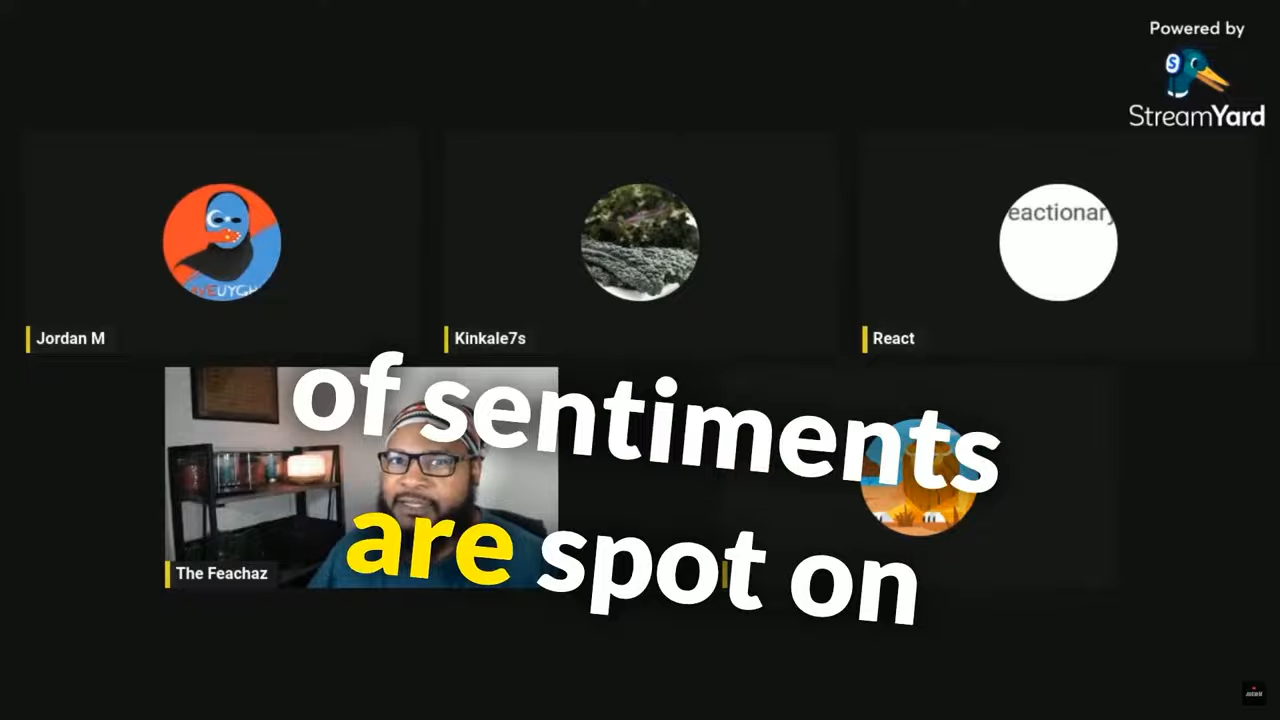 Powered by
StreamYard
eactionary
Jordan M
Kinkale7s
React
of sentiments
are spot on
The Feachaz